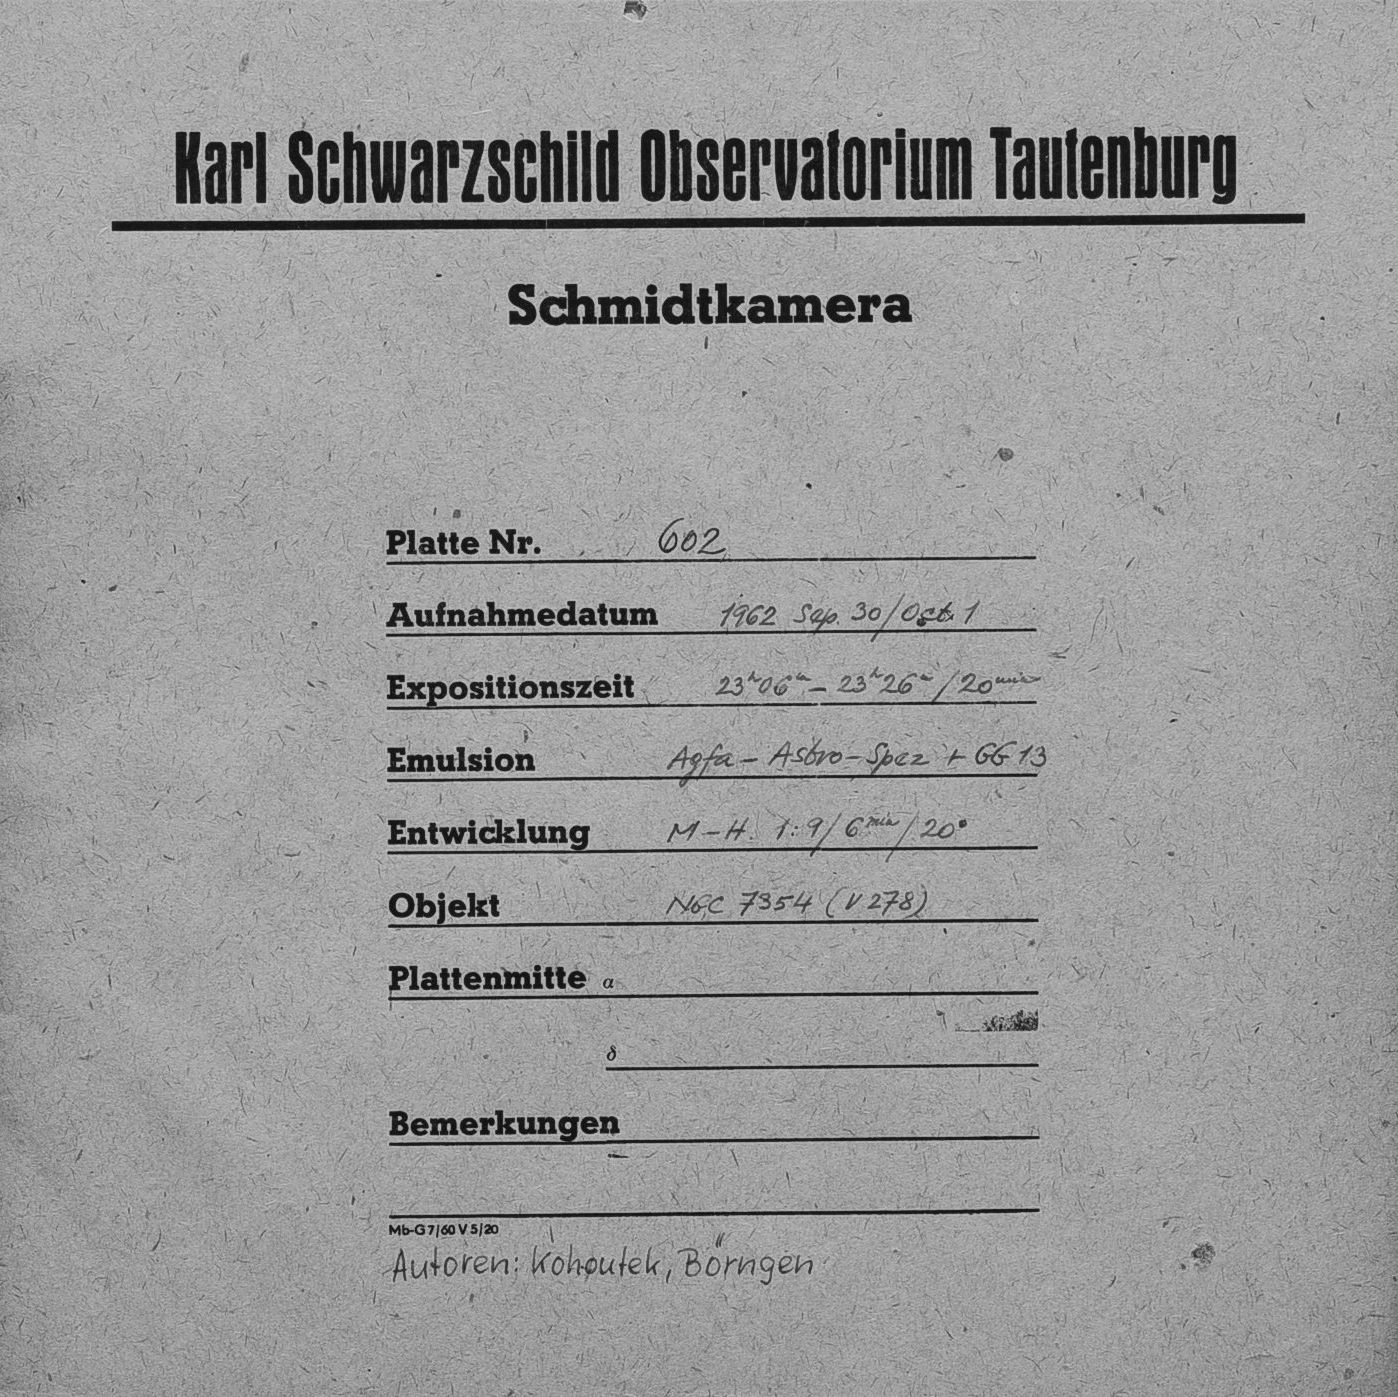 Karl Schwarzschild Observatorium Tautenburg
Schmidtkamera
Platte Nr. 602
Aufnahmedatum 1962 Sep. 30/Oct. 1
Expositionszeit 23ʰ06ᵐ – 23ʰ26ᵐ / 20ᵐⁱⁿ
Emulsion Agfa – Astro – Spez + GG 13
Entwicklung M – H. 1:9 / 6ᵐⁱⁿ / 20°
Objekt NGC 7354 (V 278)
Plattenmitte α
δ
Bemerkungen
Mb-G 7/60 V 5/20
Autoren: Kohoutek, Börngen